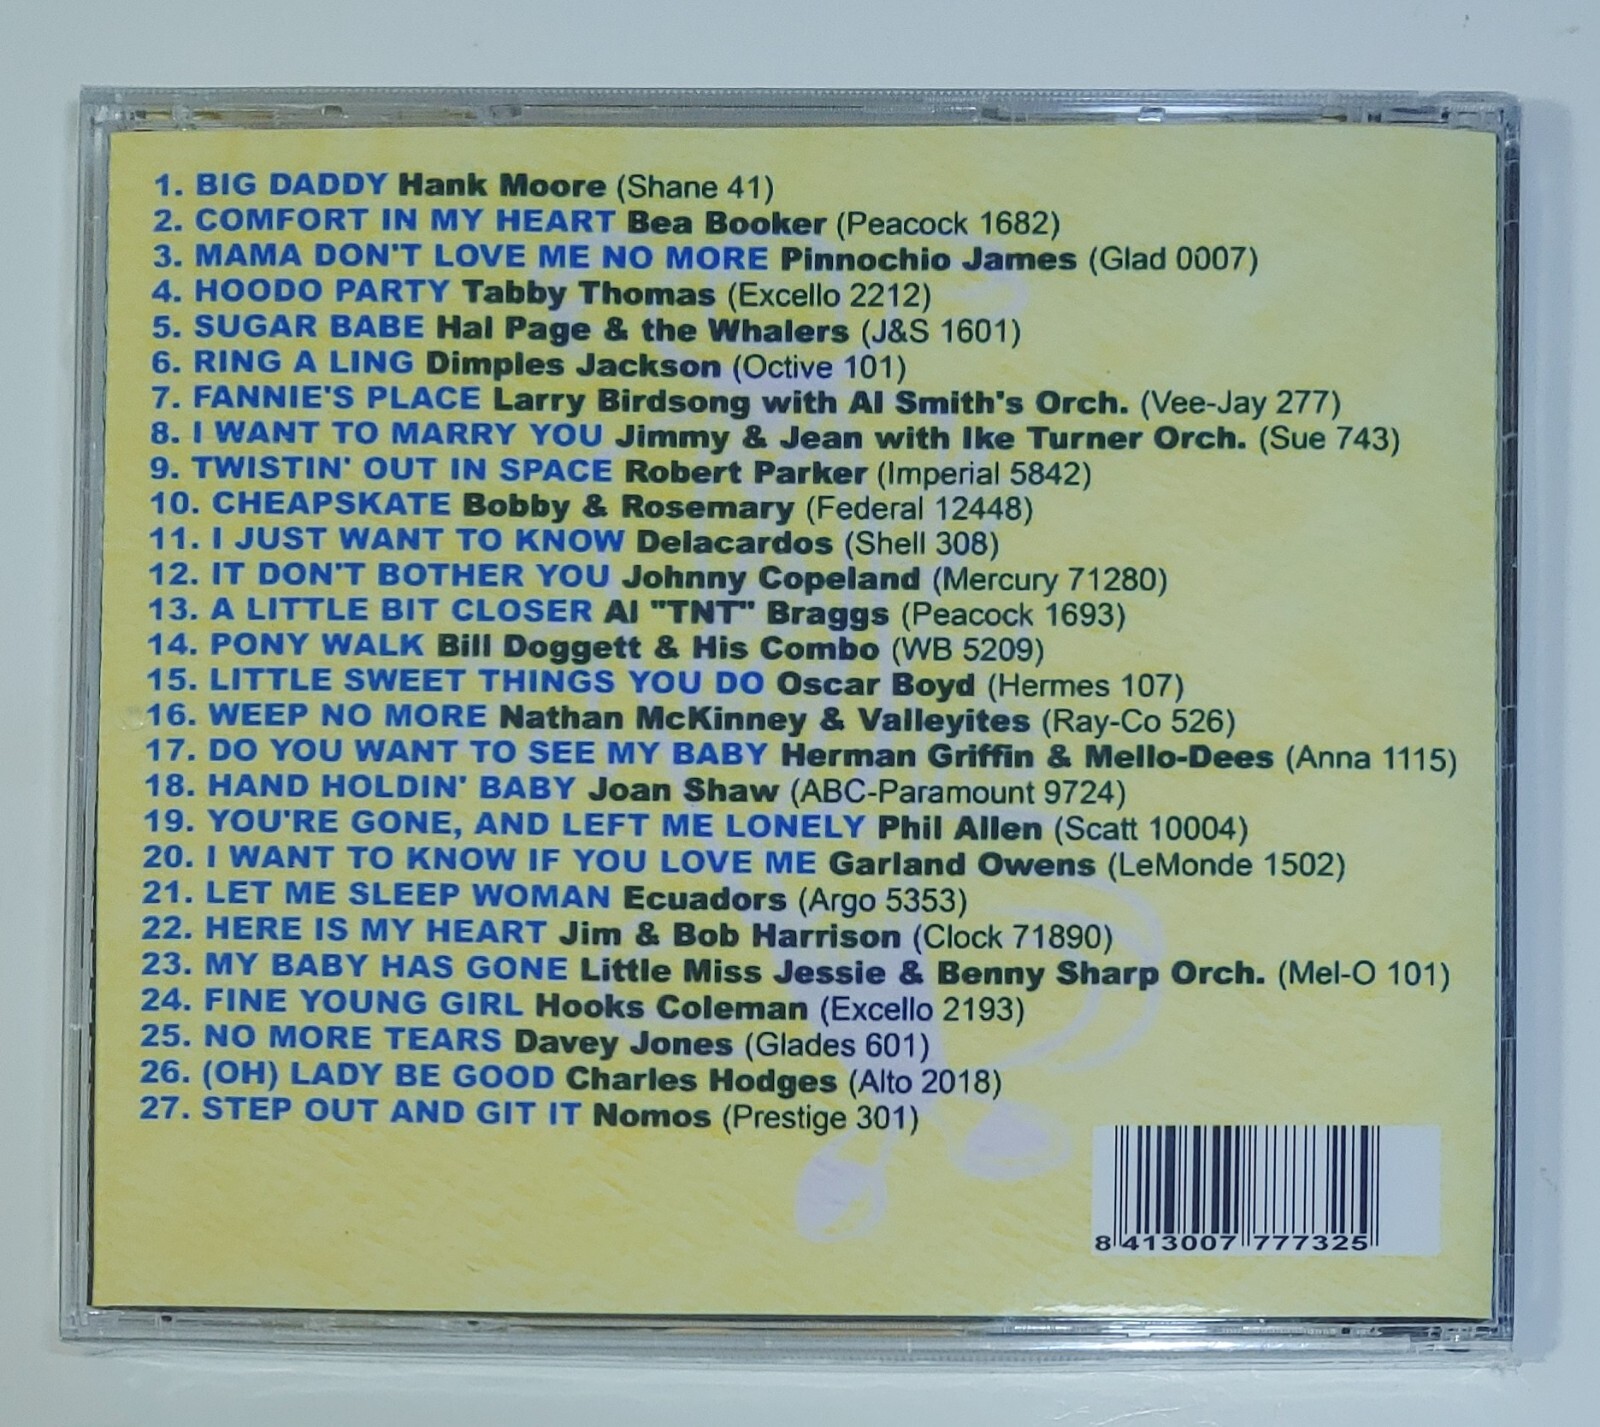 1. BIG DADDY Hank Moore (Shane 41)
2. COMFORT IN MY HEART Bea Booker (Peacock 1682)
3. MAMA DON'T LOVE ME NO MORE Pinnochio James (Glad 0007)
4. HOODO PARTY Tabby Thomas (Excello 2212)
5. SUGAR BABE Hal Page & the Whalers (J&S 1601)
6. RING A LING Dimples Jackson (Octive 101)
7. FANNIE'S PLACE Larry Birdsong with Al Smith's Orch. (Vee-Jay 277)
8. I WANT TO MARRY YOU Jimmy & Jean with Ike Turner Orch. (Sue 743)
9. TWISTIN' OUT IN SPACE Robert Parker (Imperial 5842)
10. CHEAPSKATE Bobby & Rosemary (Federal 12448)
11. I JUST WANT TO KNOW Delacardos (Shell 308)
12. IT DON'T BOTHER YOU Johnny Copeland (Mercury 71280)
13. A LITTLE BIT CLOSER Al "TNT" Braggs (Peacock 1693)
14. PONY WALK Bill Doggett & His Combo (WB 5209)
15. LITTLE SWEET THINGS YOU DO Oscar Boyd (Hermes 107)
16. WEEP NO MORE Nathan McKinney & Valleyites (Ray-Co 526)
17. DO YOU WANT TO SEE MY BABY Herman Griffin & Mello-Dees (Anna 1115)
18. HAND HOLDIN' BABY Joan Shaw (ABC-Paramount 9724)
19. YOU'RE GONE, AND LEFT ME LONELY Phil Allen (Scatt 10004)
20. I WANT TO KNOW IF YOU LOVE ME Garland Owens (LeMonde 1502)
21. LET ME SLEEP WOMAN Ecuadors (Argo 5353)
22. HERE IS MY HEART Jim & Bob Harrison (Clock 71890)
23. MY BABY HAS GONE Little Miss Jessie & Benny Sharp Orch. (Mel-O 101)
24. FINE YOUNG GIRL Hooks Coleman (Excello 2193)
25. NO MORE TEARS Davey Jones (Glades 601)
26. (OH) LADY BE GOOD Charles Hodges (Alto 2018)
27. STEP OUT AND GIT IT Nomos (Prestige 301)
8 413007 777325